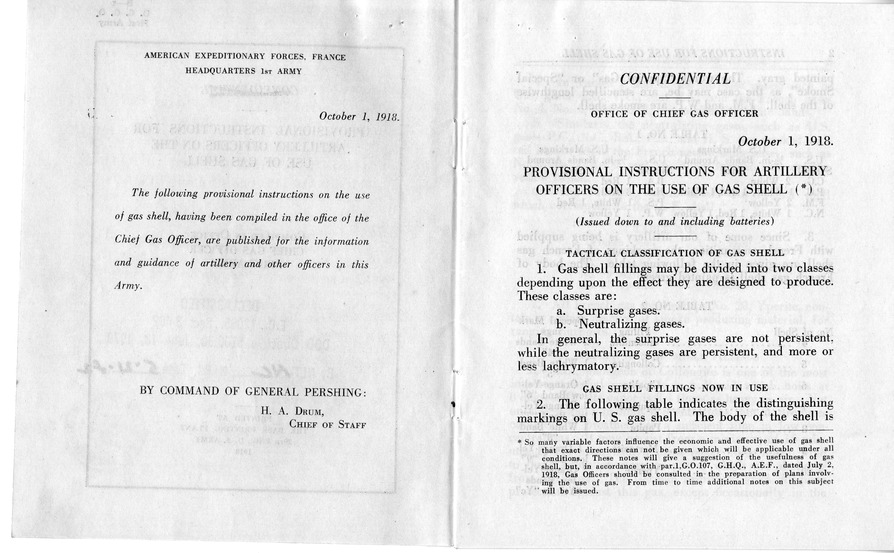 AMERICAN EXPEDITIONARY FORCES, FRANCE
HEADQUARTERS 1ST ARMY
October 1, 1918.
The following provisional instructions on the use
of gas shell, having been compiled in the office of the
Chief Gas Officer, are published for the information
and guidance of artillery and other officers in this
Army.
BY COMMAND OF GENERAL PERSHING:
H. A. DRUM,
CHIEF OF STAFF
CONFIDENTIAL
OFFICE OF CHIEF GAS OFFICER
October 1, 1918.
PROVISIONAL INSTRUCTIONS FOR ARTILLERY
OFFICERS ON THE USE OF GAS SHELL (*)
(Issued down to and including batteries)
TACTICAL CLASSIFICATION OF GAS SHELL
1. Gas shell fillings may be divided into two classes
depending upon the effect they are designed to produce.
These classes are:
a. Surprise gases.
b. Neutralizing gases.
In general, the surprise gases are not persistent,
while the neutralizing gases are persistent, and more or
less lachrymatory.
GAS SHELL FILLINGS NOW IN USE
2. The following table indicates the distinguishing
markings on U. S. gas shell. The body of the shell is
* So many variable factors influence the economic and effective use of gas shell
that exact directions can not be given which will be applicable under all
conditions. These notes will give a suggestion of the usefulness of gas
shell, but, in accordance with par.1,G.O.107, G.H.Q., A.E.F., dated July 2,
1918, Gas Officers should be consulted in the preparation of plans involv-
ing the use of gas. From time to time additional notes on this subject
will be issued.